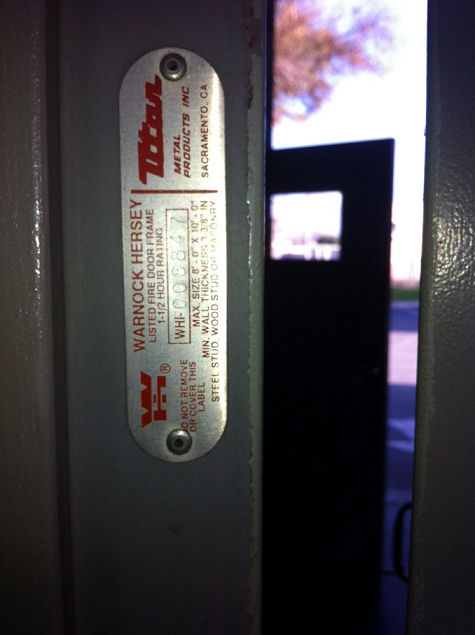 WH ®
DO NOT REMOVE
OR COVER THIS
LABEL
WARNOCK HERSEY
LISTED FIRE DOOR FRAME
1-1/2 HOUR RATING
WHI-006847
MAX. SIZE 8'-0" X 10'-0"
MIN. WALL THICKNESS 3-3/8" IN
STEEL STUD, WOOD STUD OR MASONRY
Titan
METAL
PRODUCTS INC
SACRAMENTO, CA